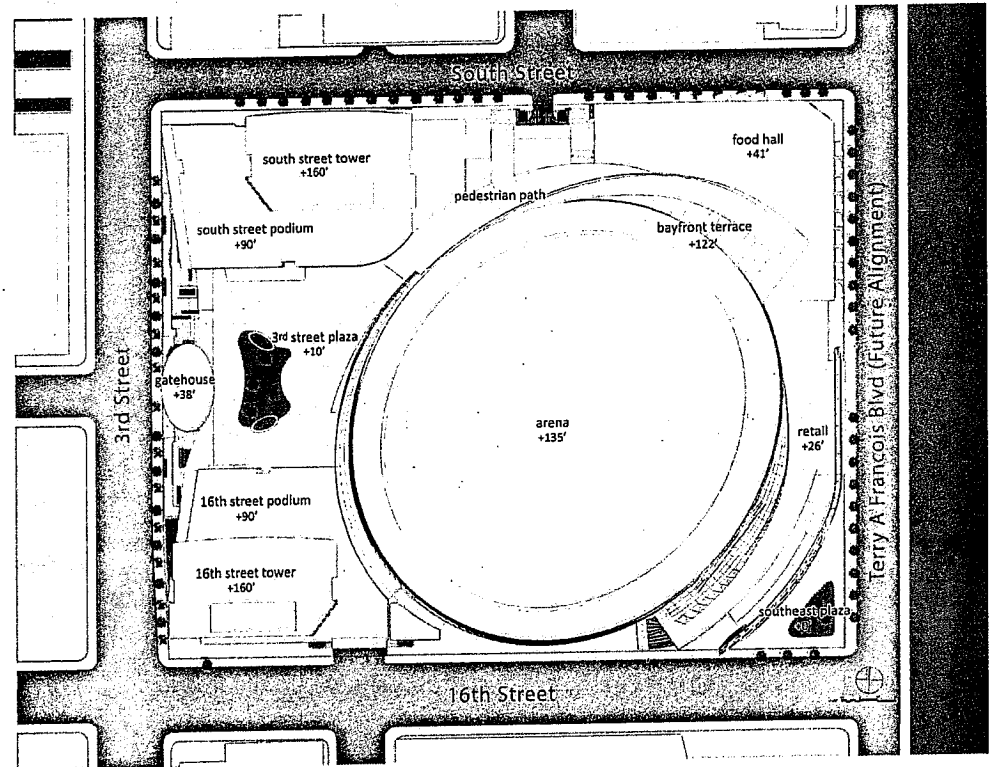 South Street
south street tower
+160'
food hall
+41'
pedestrian path
south street podium
+90'
bayfront terrace
+122'
3rd street plaza
+10'
gatehouse
+38'
3rd Street
arena
+135'
retail
+26'
Terry A Francois Blvd (Future Alignment)
16th street podium
+90'
16th street tower
+160'
southeast plaza
16th Street